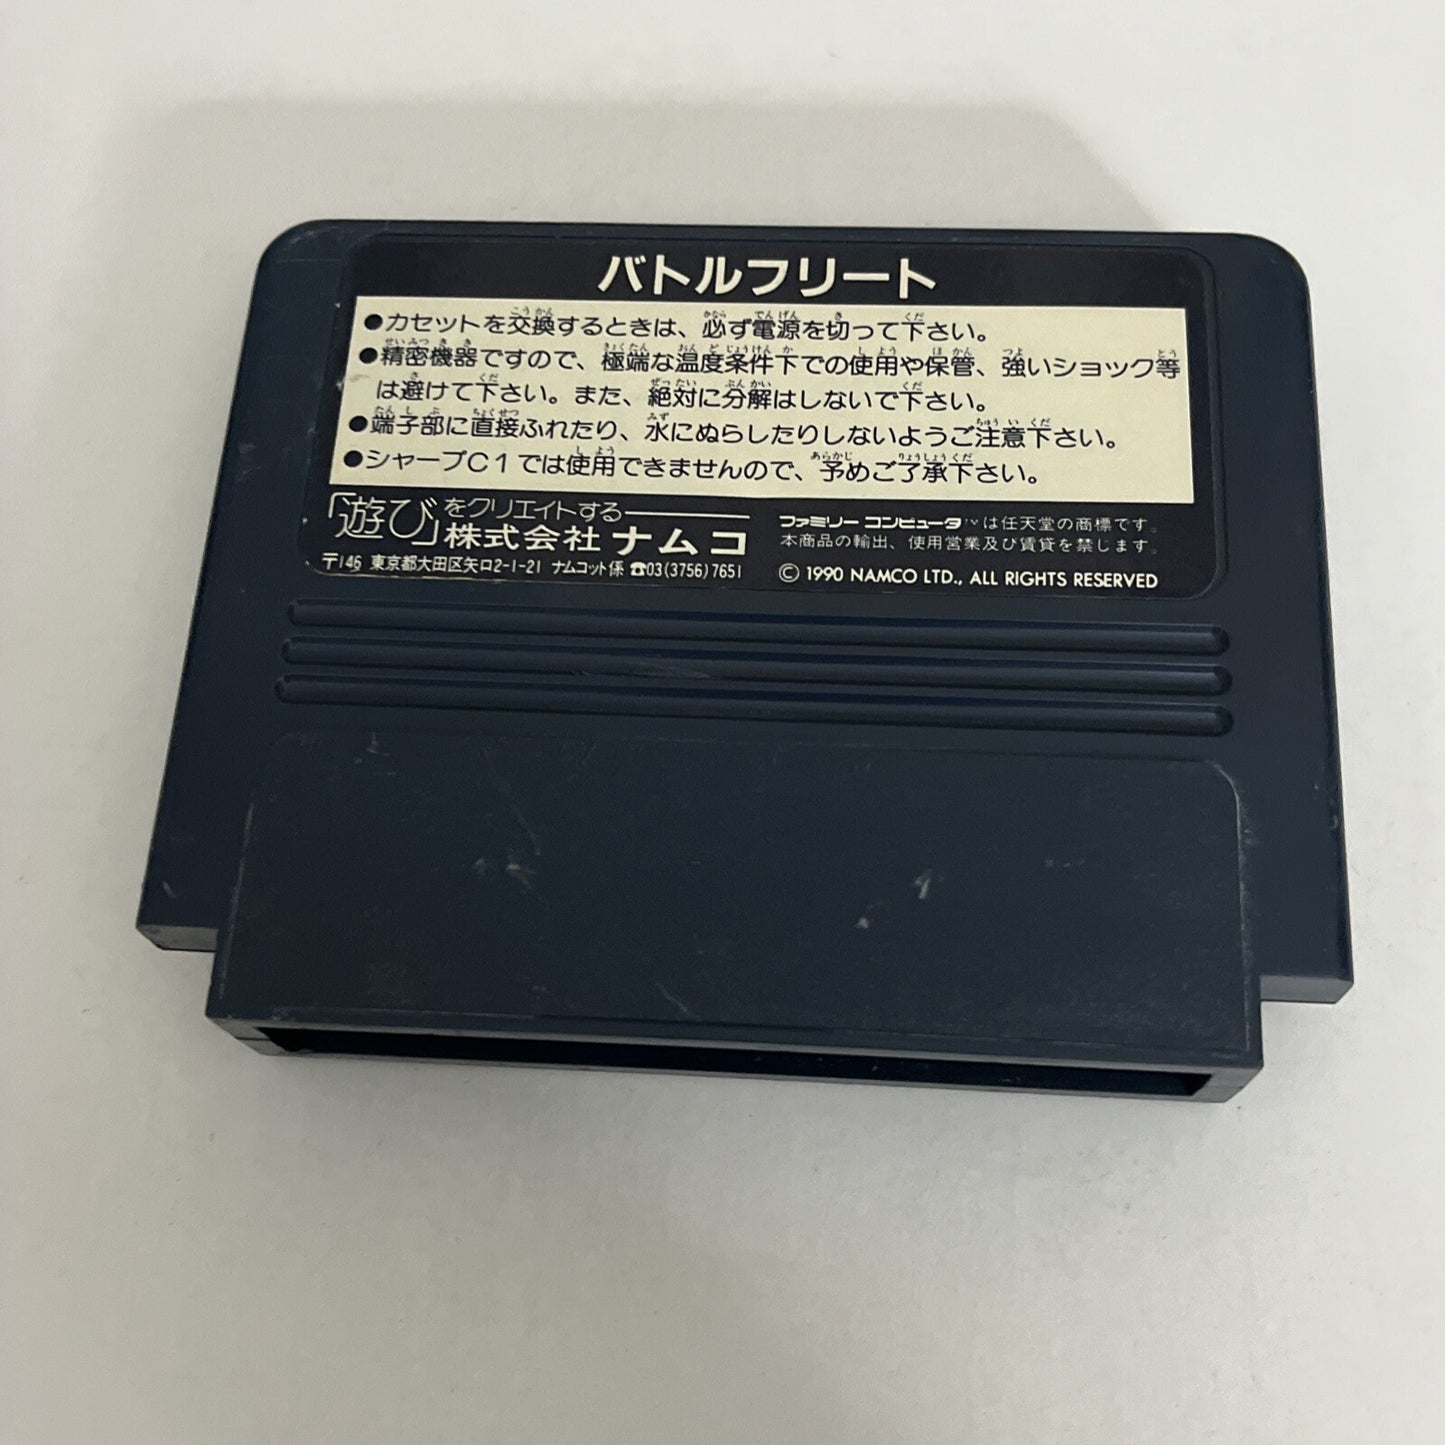 バトルフリート
●カセットを交換するときは、必ず電源を切って下さい。
●精密機器ですので、極端な温度条件下での使用や保管、強いショック等
は避けて下さい。また、絶対に分解はしないで下さい。
●端子部に直接ふれたり、水にぬらしたりしないようご注意下さい。
●シャープC1では使用できませんので、予めご了承下さい。
「遊び」をクリエイトする
株式会社 ナムコ
〒146 東京都大田区矢口2-1-21 ナムコット係 ☎03(3756)7651
ファミリー コンピュータ™は任天堂の商標です。
本商品の輸出、使用営業及び賃貸を禁じます。
© 1990 NAMCO LTD., ALL RIGHTS RESERVED